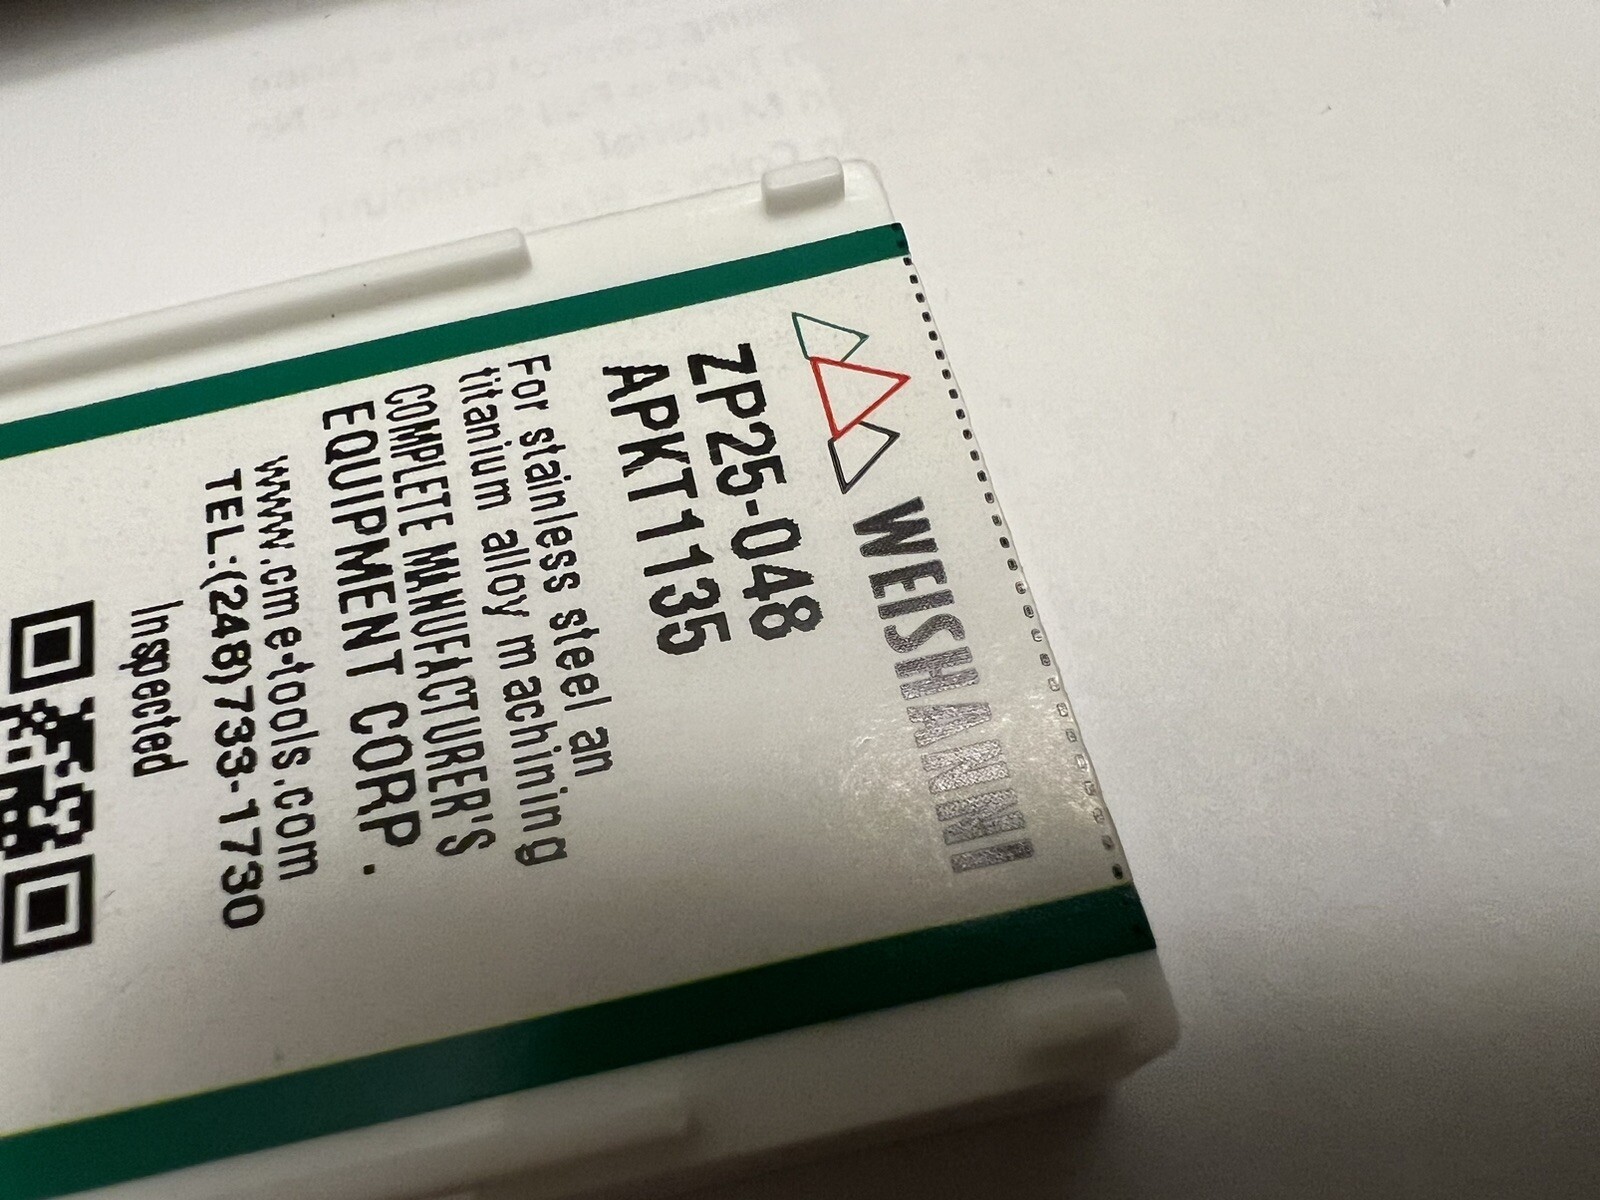 WEISHANNI
ZP25-048
APKT1135
For stainless steel an
titanium alloy machining
COMPLETE MANUFACTURER'S
EQUIPMENT CORP.
www.cme-tools.com
TEL:(248)733-1730
Inspected